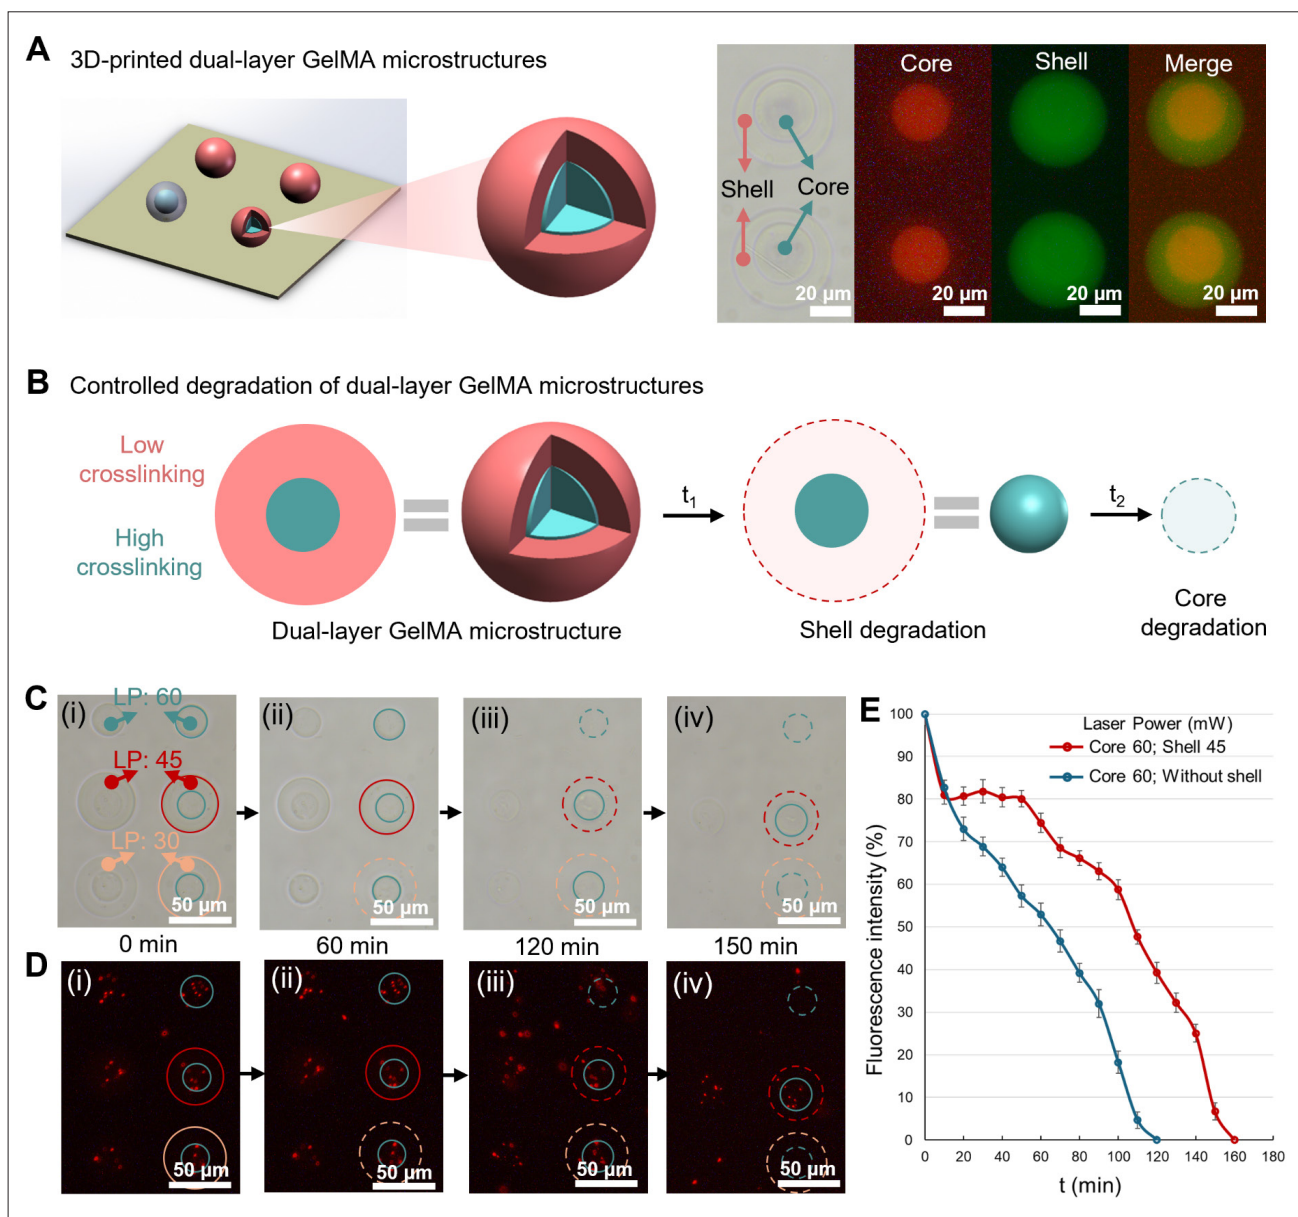 A 3D-printed dual-layer GelMA microstructures
Core Shell Merge
Shell Core
20 µm 20 µm 20 µm 20 µm
B Controlled degradation of dual-layer GelMA microstructures
Low
crosslinking
High
crosslinking
t1
t2
Dual-layer GelMA microstructure
Shell degradation
Core
degradation
C
(i) (ii) (iii) (iv)
LP: 60
LP: 45
LP: 30
50 µm 50 µm 50 µm 50 µm
0 min 60 min 120 min 150 min
D
(i) (ii) (iii) (iv)
50 µm 50 µm 50 µm 50 µm
E
Laser Power (mW)
Core 60; Shell 45
Core 60; Without shell
Fluorescence intensity (%)
100
90
80
70
60
50
40
30
20
10
0
0 20 40 60 80 100 120 140 160 180
t (min)